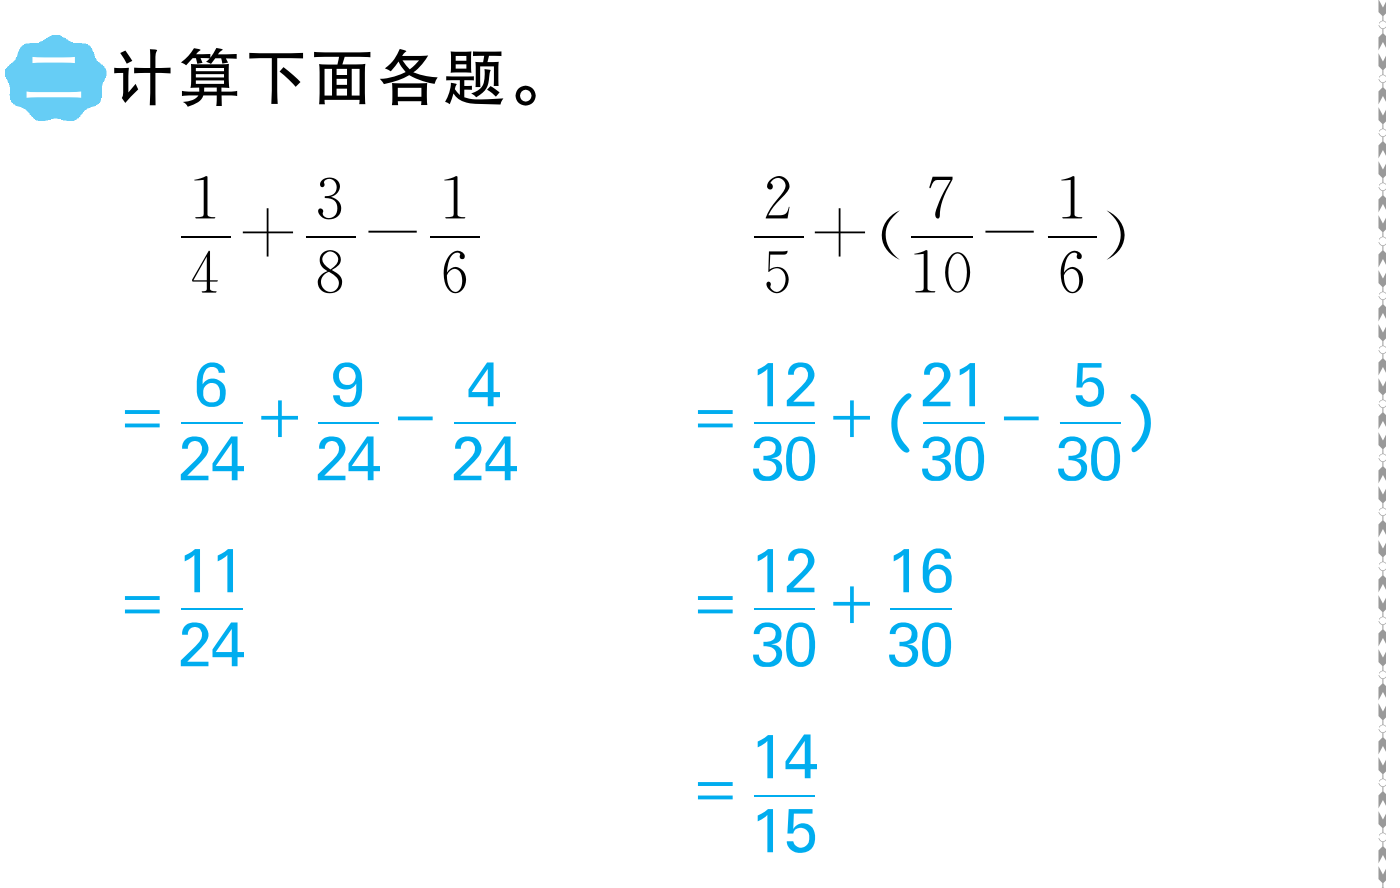 二 计算下面各题。
1/4 + 3/8 − 1/6
= 6/24 + 9/24 − 4/24
= 11/24
2/5 + (7/10 − 1/6)
= 12/30 + (21/30 − 5/30)
= 12/30 + 16/30
= 14/15